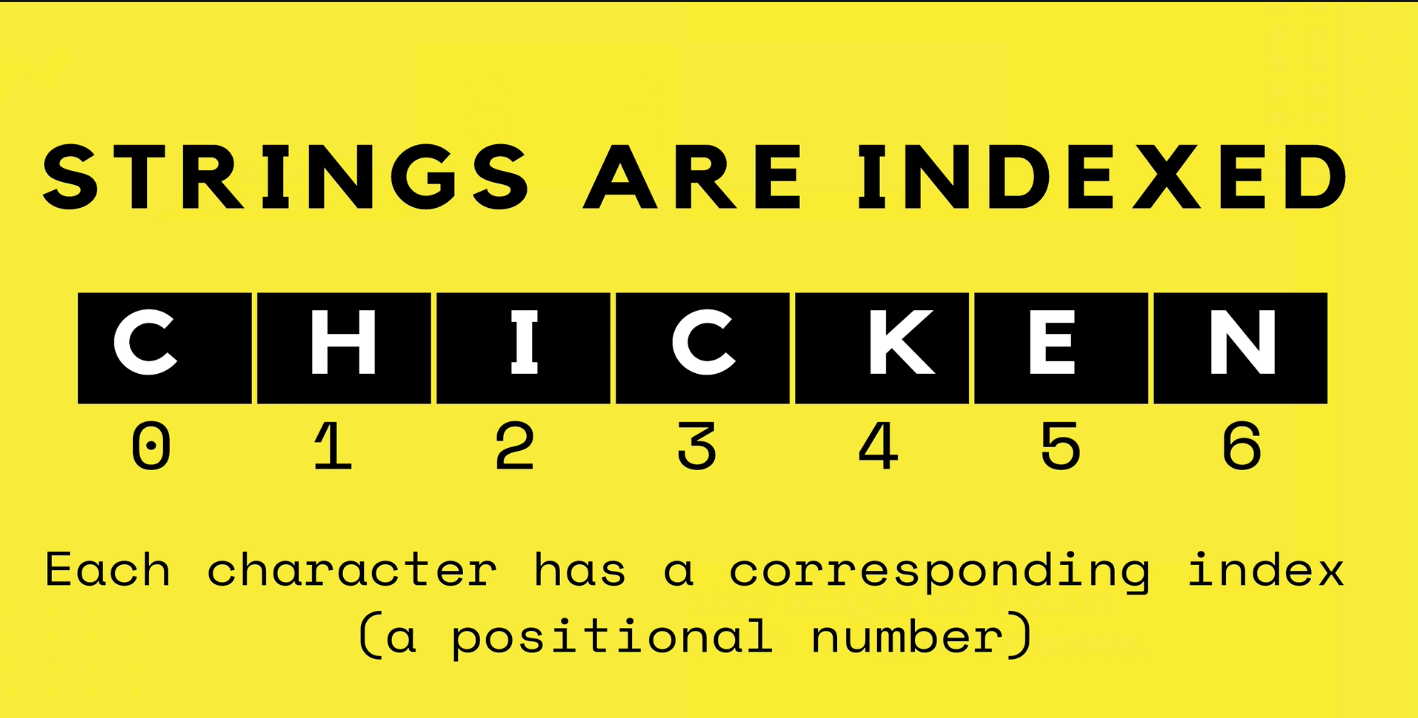 STRINGS ARE INDEXED
C H I C K E N
0 1 2 3 4 5 6
Each character has a corresponding index
(a positional number)